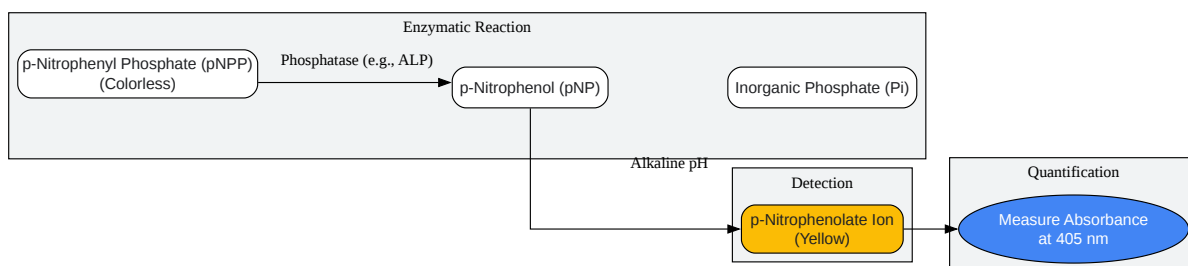 Enzymatic Reaction
p-Nitrophenyl Phosphate (pNPP)
(Colorless)
Phosphatase (e.g., ALP)
p-Nitrophenol (pNP)
Inorganic Phosphate (Pi)
Alkaline pH
Detection
p-Nitrophenolate Ion
(Yellow)
Quantification
Measure Absorbance
at 405 nm